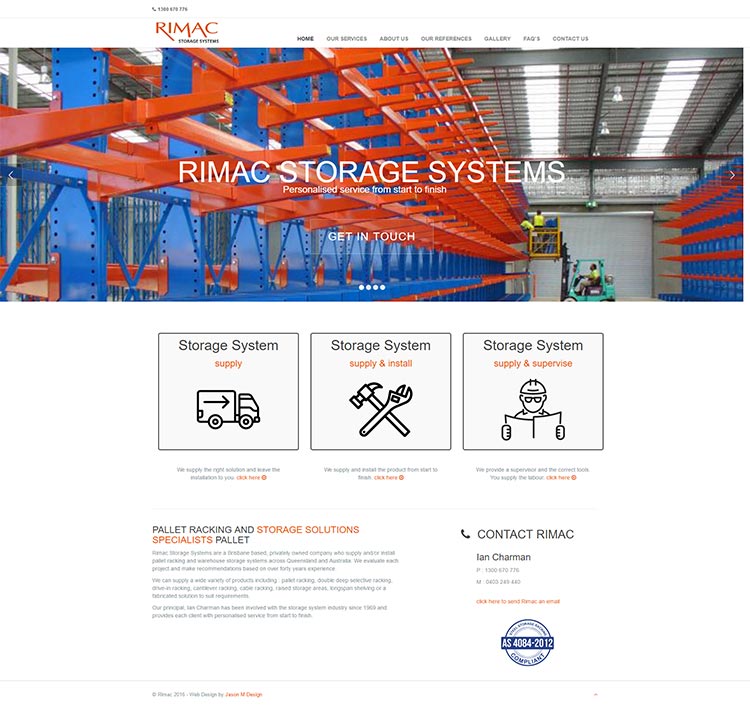 1300 670 776
RIMAC
STORAGE SYSTEMS
HOME OUR SERVICES ABOUT US OUR REFERENCES GALLERY FAQ'S CONTACT US
RIMAC STORAGE SYSTEMS
Personalised service from start to finish
GET IN TOUCH
Storage System
supply
Storage System
supply & install
Storage System
supply & supervise
We supply the right solution and leave the
installation to you. click here
We supply and install the product from start to
finish. click here
We provide a supervisor and the correct tools.
You supply the labour. click here
PALLET RACKING AND STORAGE SOLUTIONS
SPECIALISTS PALLET
Rimac Storage Systems are a Brisbane based, privately owned company who supply and/or install
pallet racking and warehouse storage systems across Queensland and Australia. We evaluate each
project and make recommendations based on over forty years experience.
We can supply a wide variety of products including : pallet racking, double deep selective racking,
drive-in racking, cantilever racking, cable racking, raised storage areas, longspan shelving or a
fabricated solution to suit requirements.
Our principal, Ian Charman has been involved with the storage system industry since 1969 and
provides each client with personalised service from start to finish.
CONTACT RIMAC
Ian Charman
P : 1300 670 776
M : 0403 249 440
click here to send Rimac an email
STEEL STORAGE RACKING
AS 4084-2012
COMPLIANT
© Rimac 2016 - Web Design by Jason M Design